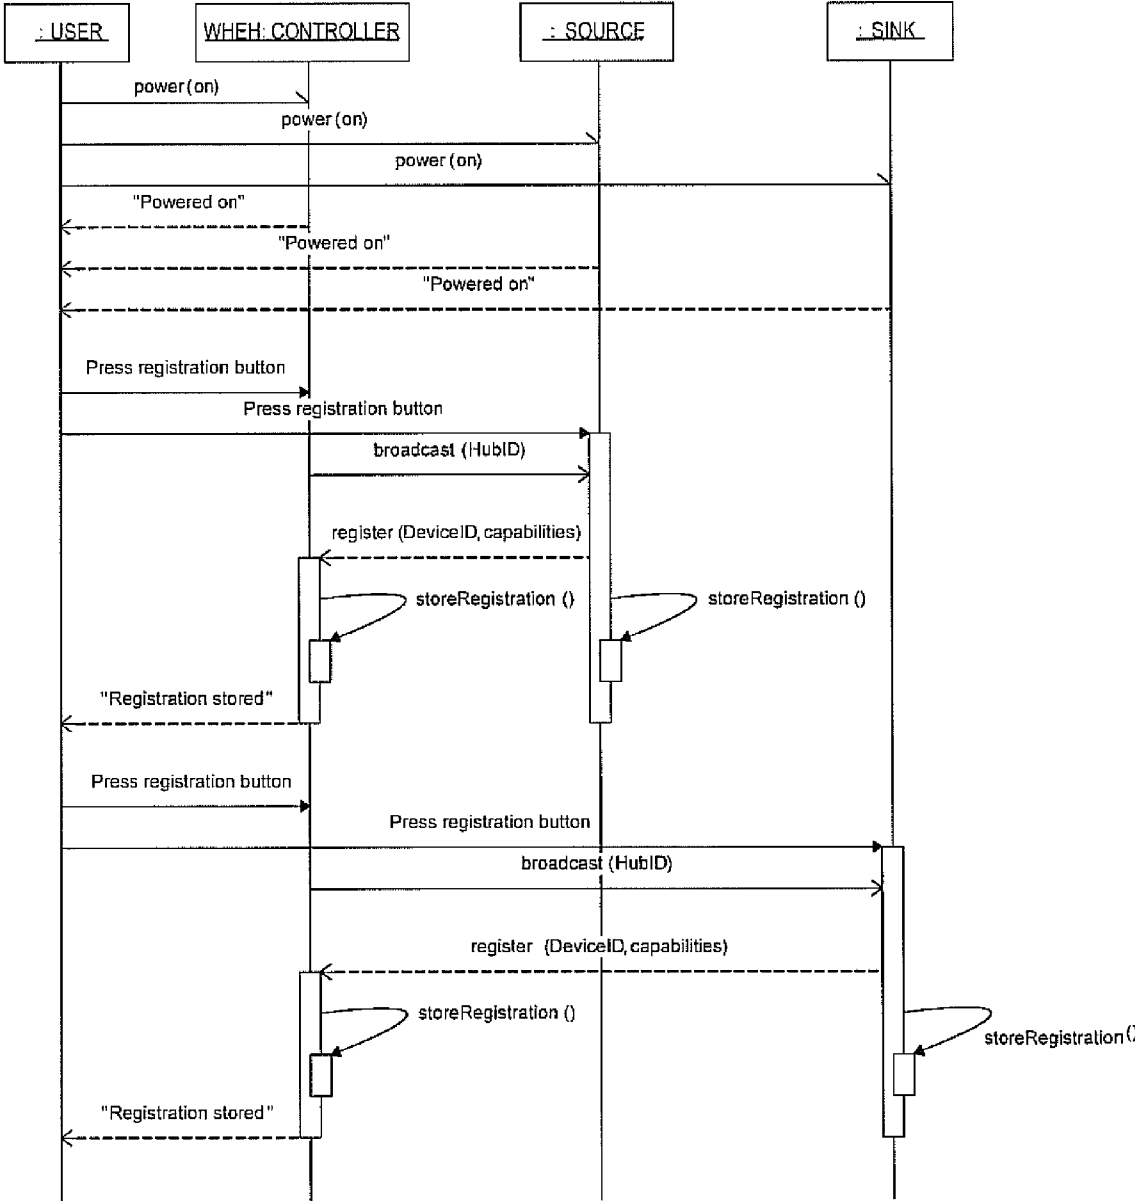 : USER
WHEH: CONTROLLER
: SOURCE
: SINK
power (on)
power (on)
power (on)
"Powered on"
"Powered on"
"Powered on"
Press registration button
Press registration button
broadcast (HubID)
register (DeviceID, capabilities)
storeRegistration ()
storeRegistration ()
"Registration stored"
Press registration button
Press registration button
broadcast (HubID)
register (DeviceID, capabilities)
storeRegistration ()
storeRegistration ()
"Registration stored"